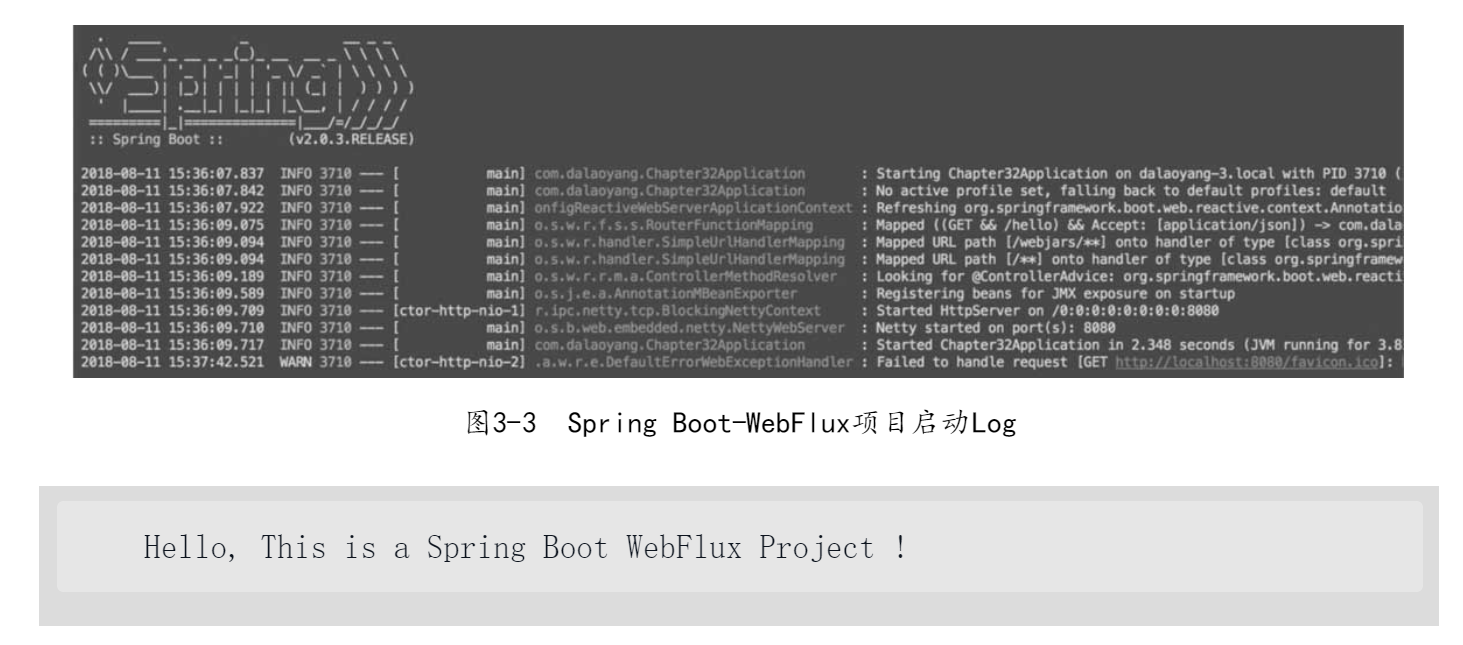 :: Spring Boot ::        (v2.0.3.RELEASE)
2018-08-11 15:36:07.837  INFO 3710 --- [           main] com.dalaoyang.Chapter32Application       : Starting Chapter32Application on dalaoyang-3.local with PID 3710 (
2018-08-11 15:36:07.842  INFO 3710 --- [           main] com.dalaoyang.Chapter32Application       : No active profile set, falling back to default profiles: default
2018-08-11 15:36:07.922  INFO 3710 --- [           main] onfigReactiveWebServerApplicationContext : Refreshing org.springframework.boot.web.reactive.context.Annotatio
2018-08-11 15:36:09.075  INFO 3710 --- [           main] o.s.w.r.f.s.s.RouterFunctionMapping      : Mapped ((GET && /hello) && Accept: [application/json]) -> com.dala
2018-08-11 15:36:09.094  INFO 3710 --- [           main] o.s.w.r.handler.SimpleUrlHandlerMapping  : Mapped URL path [/webjars/**] onto handler of type [class org.spri
2018-08-11 15:36:09.094  INFO 3710 --- [           main] o.s.w.r.handler.SimpleUrlHandlerMapping  : Mapped URL path [/**] onto handler of type [class org.springframew
2018-08-11 15:36:09.189  INFO 3710 --- [           main] o.s.w.r.r.m.a.ControllerMethodResolver   : Looking for @ControllerAdvice: org.springframework.boot.web.reacti
2018-08-11 15:36:09.589  INFO 3710 --- [           main] o.s.j.e.a.AnnotationMBeanExporter        : Registering beans for JMX exposure on startup
2018-08-11 15:36:09.709  INFO 3710 --- [ctor-http-nio-1] r.ipc.netty.tcp.BlockingNettyContext     : Started HttpServer on /0:0:0:0:0:0:0:0:8080
2018-08-11 15:36:09.710  INFO 3710 --- [           main] o.s.b.web.embedded.netty.NettyWebServer  : Netty started on port(s): 8080
2018-08-11 15:36:09.717  INFO 3710 --- [           main] com.dalaoyang.Chapter32Application       : Started Chapter32Application in 2.348 seconds (JVM running for 3.8
2018-08-11 15:37:42.521  WARN 3710 --- [ctor-http-nio-2] .a.w.r.e.DefaultErrorWebExceptionHandler : Failed to handle request [GET http://localhost:8080/favicon.ico]:
图3-3  Spring Boot-WebFlux项目启动Log
Hello, This is a Spring Boot WebFlux Project !